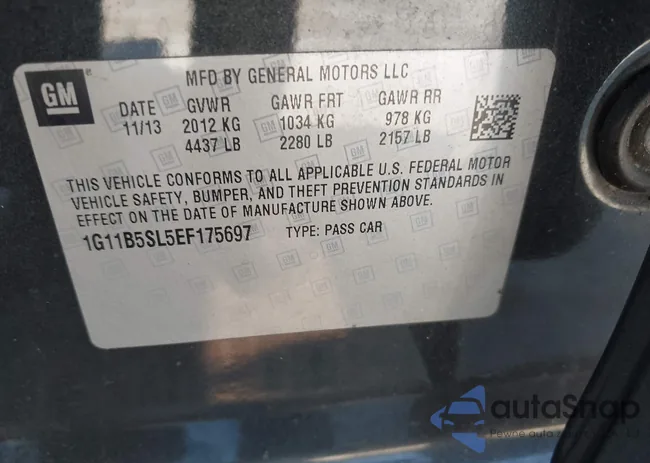 GM
MFD BY GENERAL MOTORS LLC
DATE GVWR GAWR FRT GAWR RR
11/13 2012 KG 1034 KG 978 KG
4437 LB 2280 LB 2157 LB
THIS VEHICLE CONFORMS TO ALL APPLICABLE U.S. FEDERAL MOTOR
VEHICLE SAFETY, BUMPER, AND THEFT PREVENTION STANDARDS IN
EFFECT ON THE DATE OF MANUFACTURE SHOWN ABOVE.
1G11B5SL5EF175697 TYPE: PASS CAR
autoSnap
Pewne auto